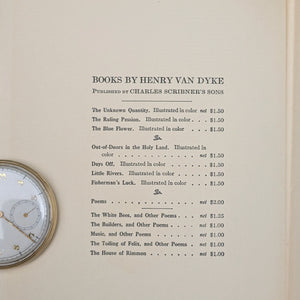 BOOKS BY HENRY VAN DYKE
PUBLISHED BY CHARLES SCRIBNER'S SONS
The Unknown Quantity. Illustrated in color net $1.50
The Ruling Passion. Illustrated in color . $1.50
The Blue Flower. Illustrated in color . . . $1.50
Out-of-Doors in the Holy Land. Illustrated
in color . . . . . . . . . . . net $1.50
Days Off. Illustrated in color . . . . . $1.50
Little Rivers. Illustrated in color . . . . $1.50
Fisherman's Luck. Illustrated in color . . $1.50
Poems . . . . . . . . . . . . net $2.00
The White Bees, and Other Poems . . . net $1.25
The Builders, and Other Poems . . . . net $1.00
Music, and Other Poems . . . . . net $1.00
The Toiling of Felix, and Other Poems . net $1.00
The House of Rimmon . . . . . . net $1.00